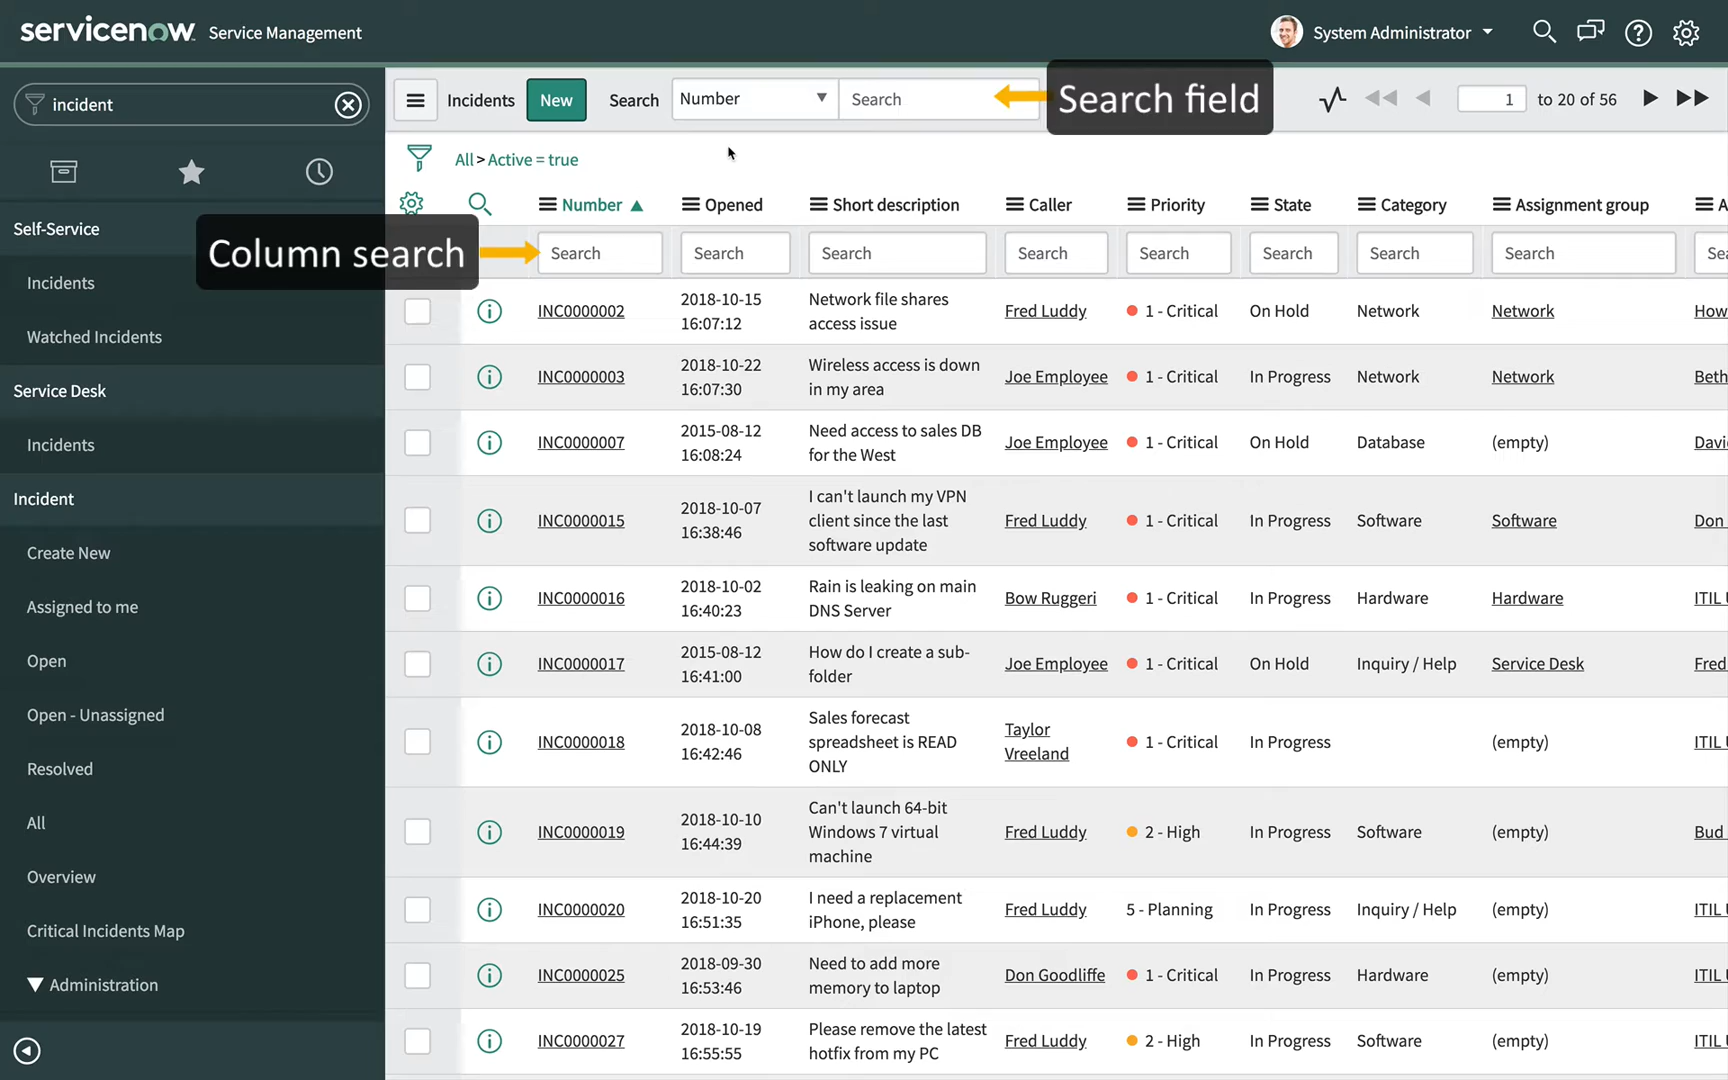 servicenow Service Management
System Administrator
incident
Incidents New Search Number Search
Search field
1 to 20 of 56
All > Active = true
Number Opened Short description Caller Priority State Category Assignment group A
Column search
Search Search Search Search Search Search Search Search Sea
Self-Service
Incidents
Watched Incidents
Service Desk
Incidents
Incident
Create New
Assigned to me
Open
Open - Unassigned
Resolved
All
Overview
Critical Incidents Map
Administration
INC0000002 2018-10-15 Network file shares Fred Luddy 1 - Critical On Hold Network Network How
16:07:12 access issue
INC0000003 2018-10-22 Wireless access is down Joe Employee 1 - Critical In Progress Network Network Beth
16:07:30 in my area
INC0000007 2015-08-12 Need access to sales DB Joe Employee 1 - Critical On Hold Database (empty) Davi
16:08:24 for the West
I can't launch my VPN
INC0000015 2018-10-07 client since the last Fred Luddy 1 - Critical In Progress Software Software Don
16:38:46 software update
INC0000016 2018-10-02 Rain is leaking on main Bow Ruggeri 1 - Critical In Progress Hardware Hardware ITIL U
16:40:23 DNS Server
INC0000017 2015-08-12 How do I create a sub- Joe Employee 1 - Critical On Hold Inquiry / Help Service Desk Fred
16:41:00 folder
Sales forecast
INC0000018 2018-10-08 spreadsheet is READ Taylor Vreeland 1 - Critical In Progress (empty) ITIL U
16:42:46 ONLY
Can't launch 64-bit
INC0000019 2018-10-10 Windows 7 virtual Fred Luddy 2 - High In Progress Software (empty) Bud
16:44:39 machine
INC0000020 2018-10-20 I need a replacement Fred Luddy 5 - Planning In Progress Inquiry / Help (empty) ITIL U
16:51:35 iPhone, please
INC0000025 2018-09-30 Need to add more Don Goodliffe 1 - Critical In Progress Hardware (empty) ITIL U
16:53:46 memory to laptop
INC0000027 2018-10-19 Please remove the latest Fred Luddy 2 - High In Progress Software (empty) ITIL U
16:55:55 hotfix from my PC